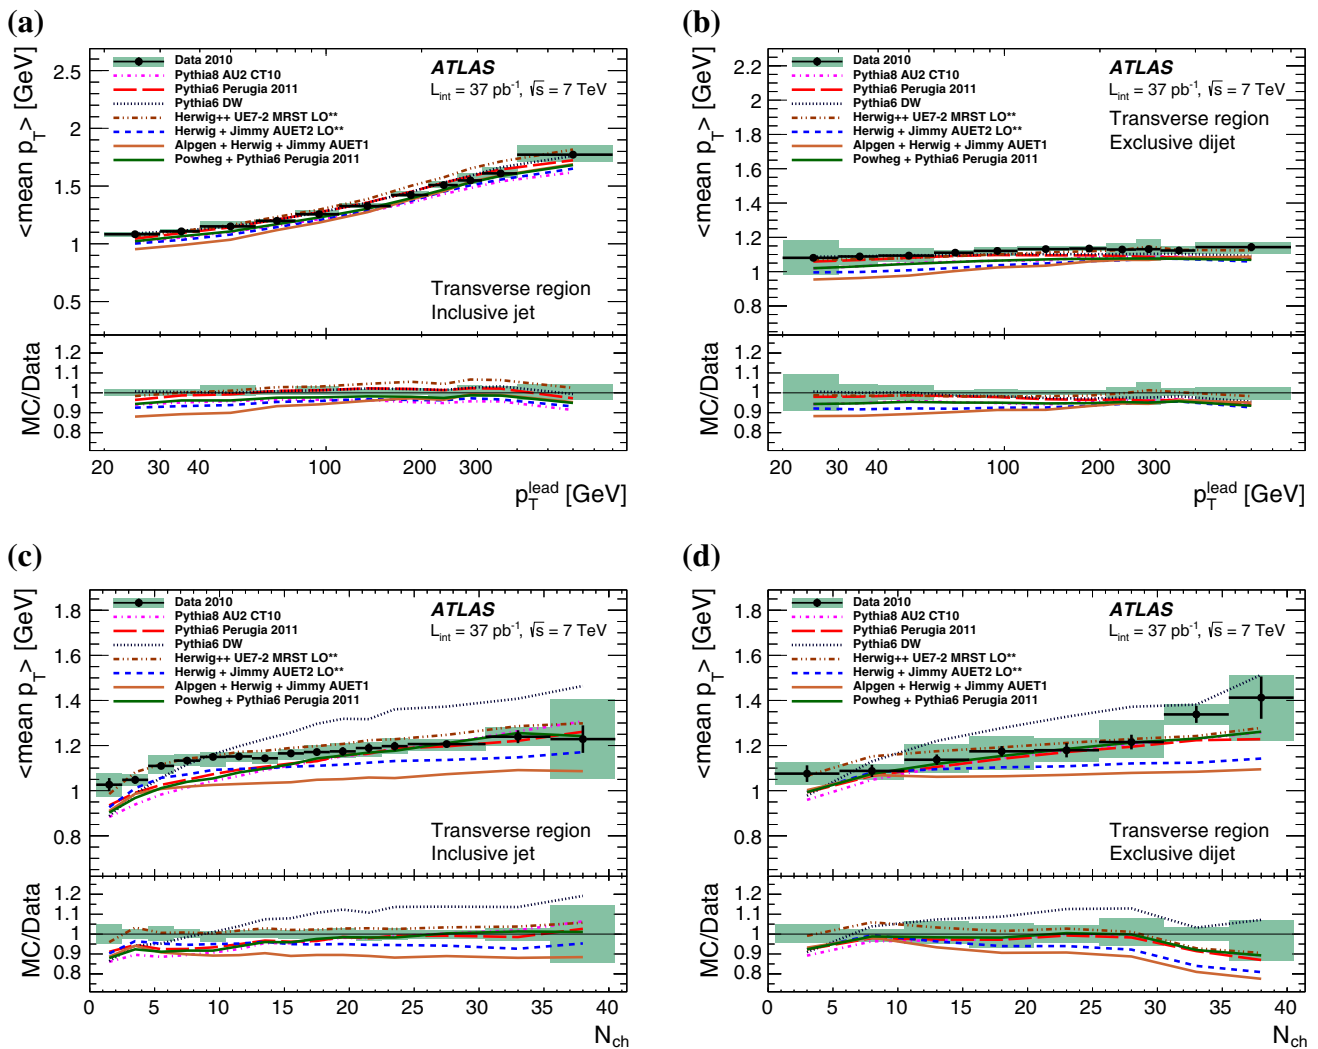 (a)
<mean p_T> [GeV]
2.5
2
1.5
1
0.5
Data 2010
Pythia8 AU2 CT10
Pythia6 Perugia 2011
Pythia6 DW
Herwig++ UE7-2 MRST LO**
Herwig + Jimmy AUET2 LO**
Alpgen + Herwig + Jimmy AUET1
Powheg + Pythia6 Perugia 2011
ATLAS
L_int = 37 pb⁻¹, √s = 7 TeV
Transverse region
Inclusive jet
MC/Data
1.2
1.1
1
0.9
0.8
20 30 40 100 200 300
p_T^lead [GeV]
(b)
<mean p_T> [GeV]
2.2
2
1.8
1.6
1.4
1.2
1
0.8
Data 2010
Pythia8 AU2 CT10
Pythia6 Perugia 2011
Pythia6 DW
Herwig++ UE7-2 MRST LO**
Herwig + Jimmy AUET2 LO**
Alpgen + Herwig + Jimmy AUET1
Powheg + Pythia6 Perugia 2011
ATLAS
L_int = 37 pb⁻¹, √s = 7 TeV
Transverse region
Exclusive dijet
MC/Data
1.2
1.1
1
0.9
0.8
20 30 40 100 200 300
p_T^lead [GeV]
(c)
<mean p_T> [GeV]
1.8
1.6
1.4
1.2
1
0.8
Data 2010
Pythia8 AU2 CT10
Pythia6 Perugia 2011
Pythia6 DW
Herwig++ UE7-2 MRST LO**
Herwig + Jimmy AUET2 LO**
Alpgen + Herwig + Jimmy AUET1
Powheg + Pythia6 Perugia 2011
ATLAS
L_int = 37 pb⁻¹, √s = 7 TeV
Transverse region
Inclusive jet
MC/Data
1.2
1.1
1
0.9
0.8
0 5 10 15 20 25 30 35 40
N_ch
(d)
<mean p_T> [GeV]
1.8
1.6
1.4
1.2
1
0.8
Data 2010
Pythia8 AU2 CT10
Pythia6 Perugia 2011
Pythia6 DW
Herwig++ UE7-2 MRST LO**
Herwig + Jimmy AUET2 LO**
Alpgen + Herwig + Jimmy AUET1
Powheg + Pythia6 Perugia 2011
ATLAS
L_int = 37 pb⁻¹, √s = 7 TeV
Transverse region
Exclusive dijet
MC/Data
1.2
1.1
1
0.9
0.8
0 5 10 15 20 25 30 35 40
N_ch